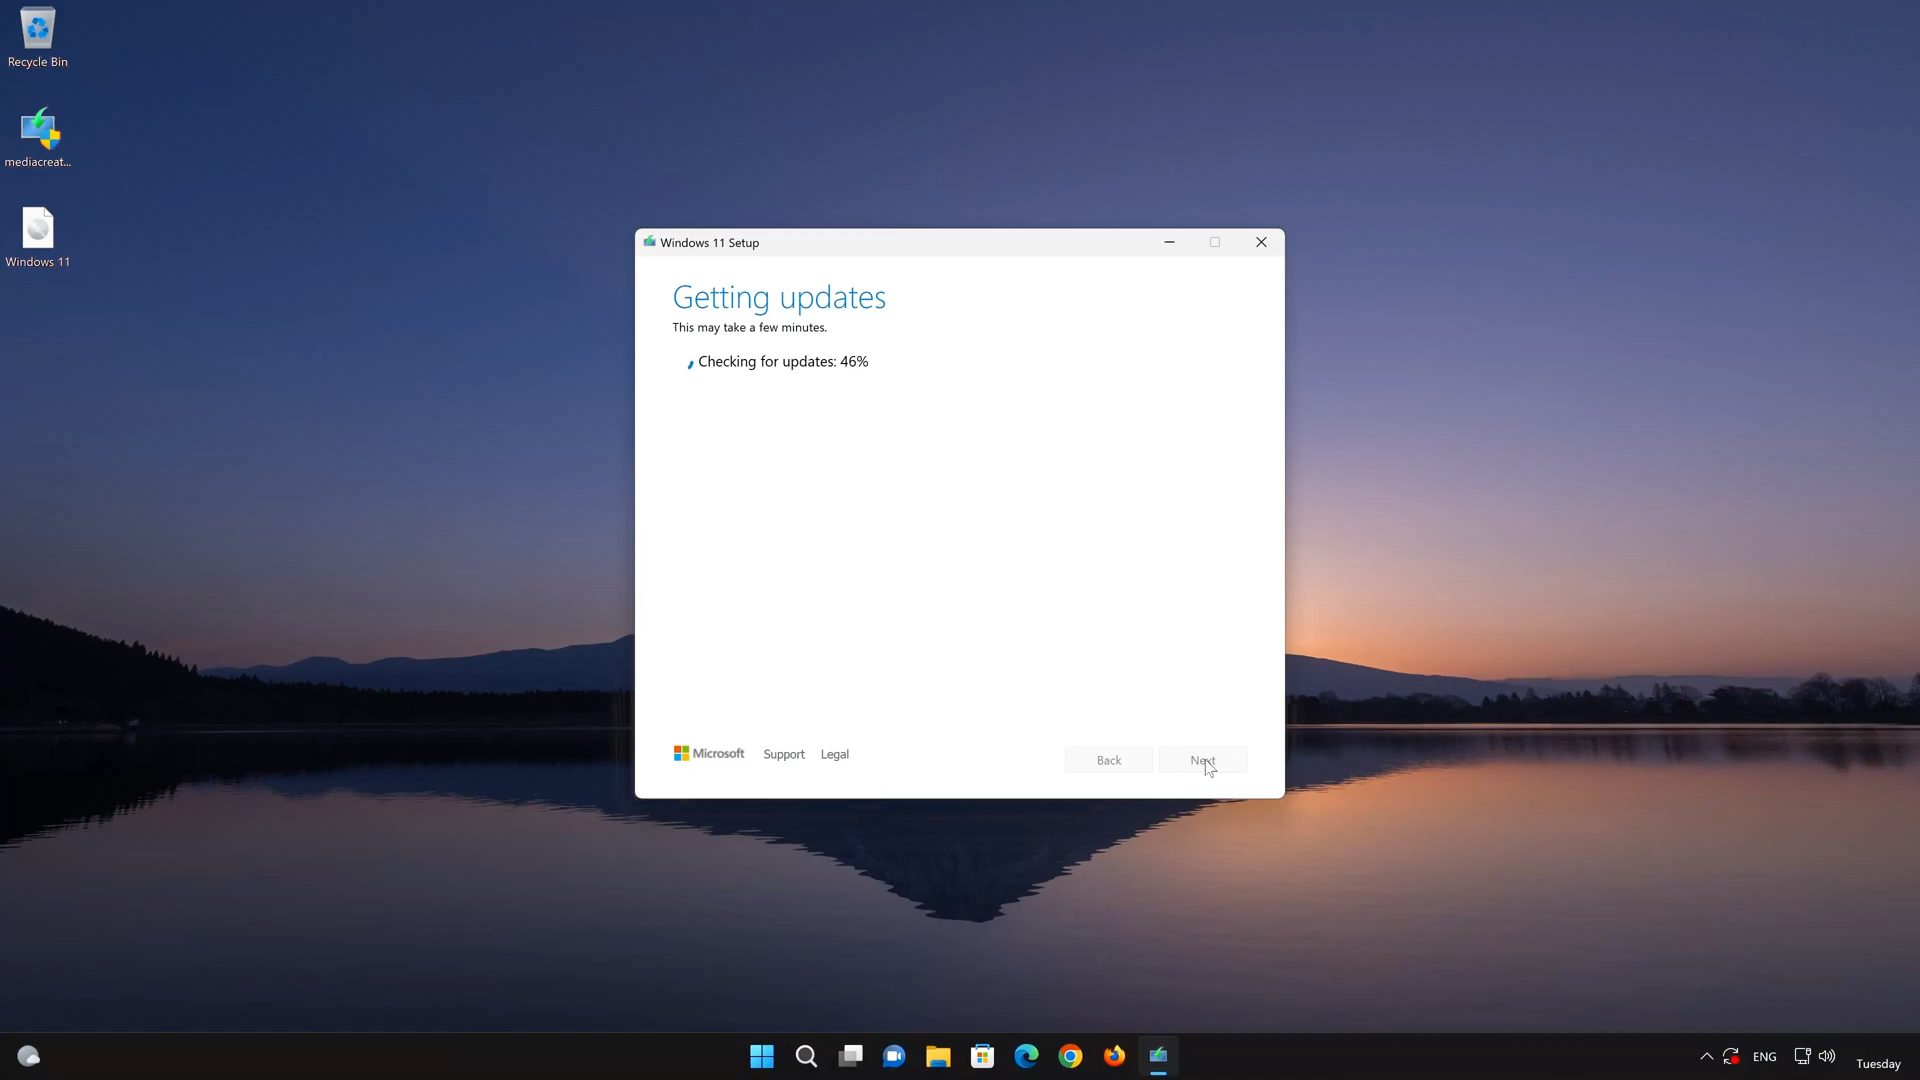 Recycle Bin
mediacreat...
Windows 11
Windows 11 Setup
Getting updates
This may take a few minutes.
Checking for updates: 46%
Microsoft
Support
Legal
Back
Next
ENG
Tuesday